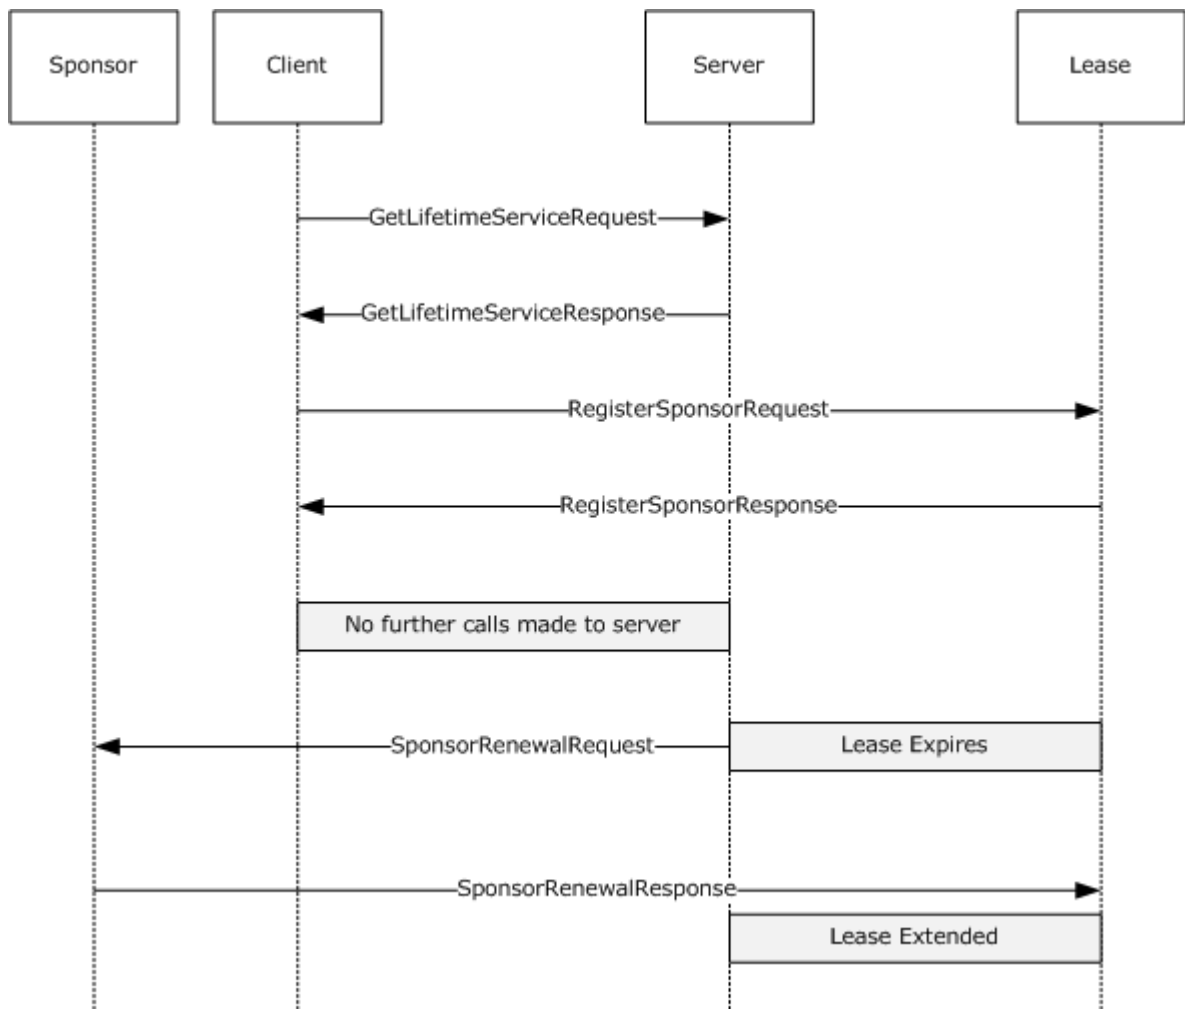 Sponsor
Client
Server
Lease
GetLifetimeServiceRequest
GetLifetimeServiceResponse
RegisterSponsorRequest
RegisterSponsorResponse
No further calls made to server
SponsorRenewalRequest
Lease Expires
SponsorRenewalResponse
Lease Extended